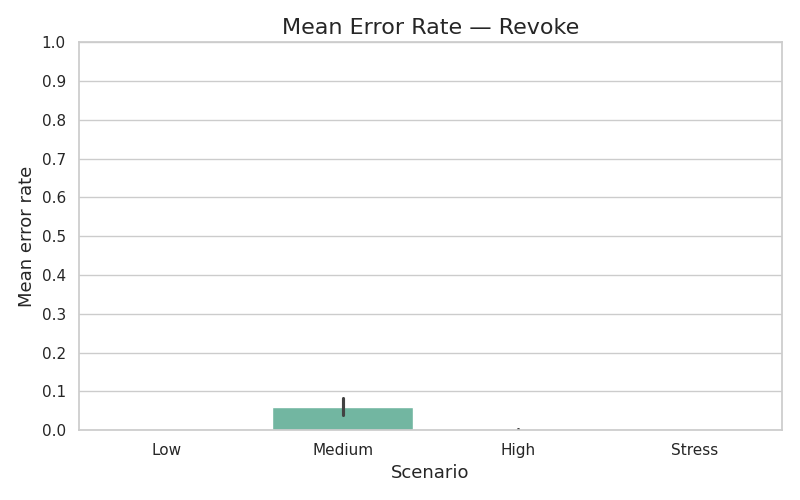 Mean Error Rate — Revoke
Mean error rate
1.0
0.9
0.8
0.7
0.6
0.5
0.4
0.3
0.2
0.1
0.0
Low Medium High Stress
Scenario